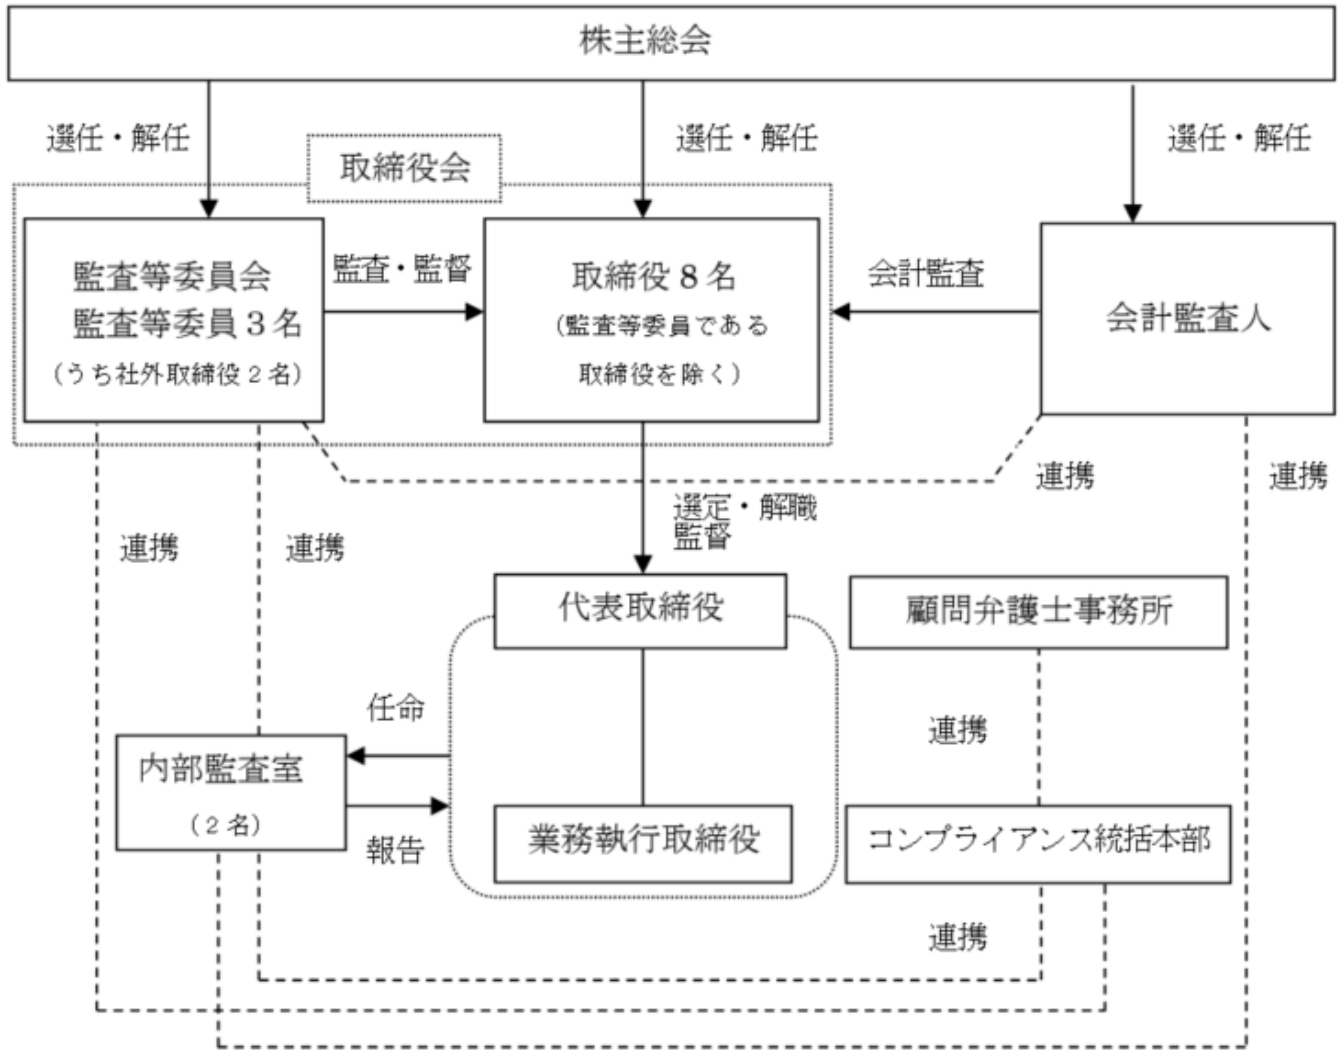 株主総会
選任・解任
選任・解任
選任・解任
取締役会
監査等委員会
監査等委員3名
(うち社外取締役2名)
監査・監督
取締役8名
(監査等委員である
取締役を除く)
会計監査
会計監査人
連携
連携
選定・解職
監督
連携
連携
代表取締役
顧問弁護士事務所
任命
連携
内部監査室
(2名)
報告
業務執行取締役
コンプライアンス統括本部
連携